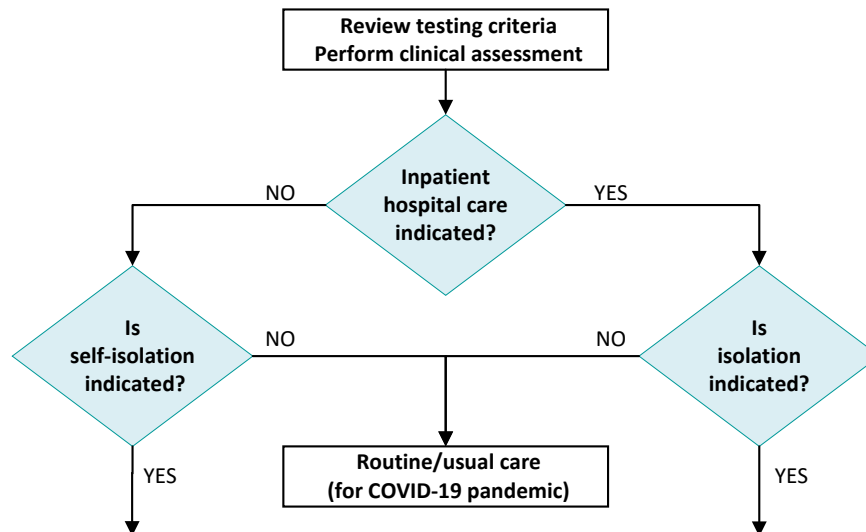 Review testing criteria
Perform clinical assessment
NO
Inpatient
hospital care
indicated?
YES
Is
self-isolation
indicated?
NO
NO
Is
isolation
indicated?
YES
Routine/usual care
(for COVID-19 pandemic)
YES